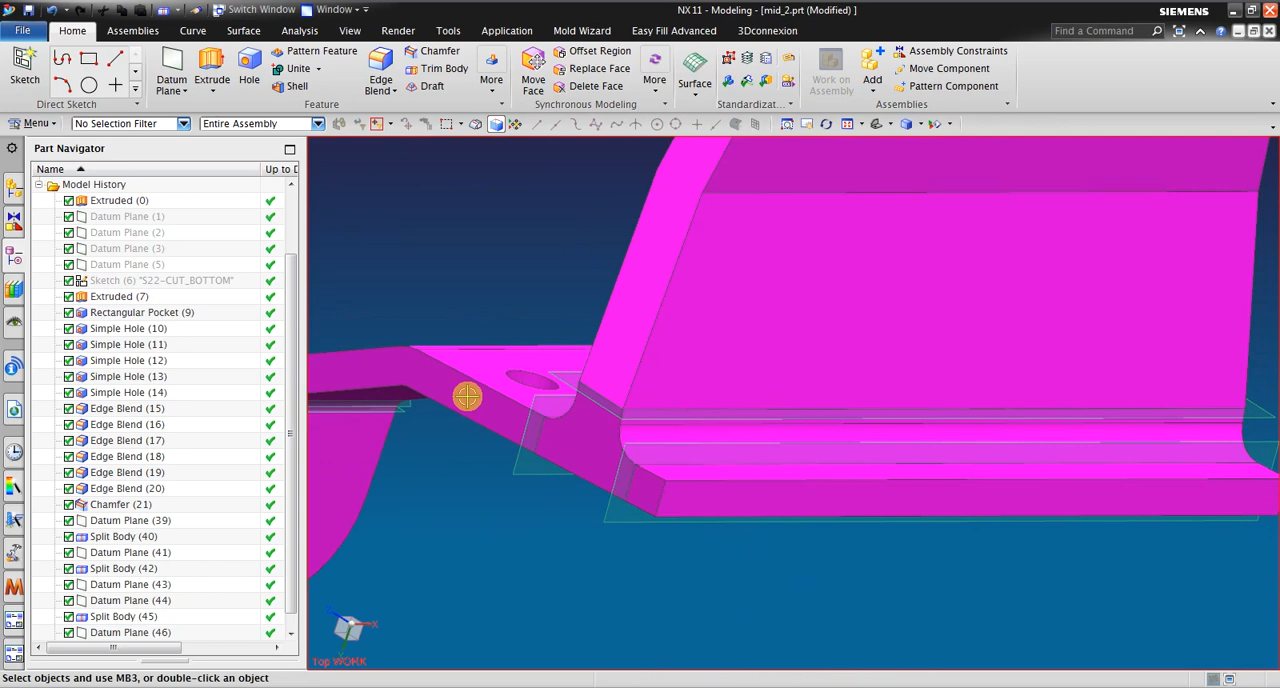 Switch Window Window
NX 11 - Modeling - [mid_2.prt (Modified) ]
SIEMENS
File Home Assemblies Curve Surface Analysis View Render Tools Application Mold Wizard Easy Fill Advanced 3Dconnexion
Find a Command
Sketch
Direct Sketch
Datum Plane
Extrude
Hole
Pattern Feature
Unite
Shell
Edge Blend
Chamfer
Trim Body
Draft
More
Feature
Move Face
Offset Region
Replace Face
Delete Face
More
Synchronous Modeling
Surface
Standardiz...
Work on Assembly
Add
Assembly Constraints
Move Component
Pattern Component
Assemblies
Menu
No Selection Filter
Entire Assembly
Part Navigator
Name Up to D
Model History
Extruded (0)
Datum Plane (1)
Datum Plane (2)
Datum Plane (3)
Datum Plane (5)
Sketch (6) "S22-CUT_BOTTOM"
Extruded (7)
Rectangular Pocket (9)
Simple Hole (10)
Simple Hole (11)
Simple Hole (12)
Simple Hole (13)
Simple Hole (14)
Edge Blend (15)
Edge Blend (16)
Edge Blend (17)
Edge Blend (18)
Edge Blend (19)
Edge Blend (20)
Chamfer (21)
Datum Plane (39)
Split Body (40)
Datum Plane (41)
Split Body (42)
Datum Plane (43)
Datum Plane (44)
Split Body (45)
Datum Plane (46)
X
Top WORK
Select objects and use MB3, or double-click an object